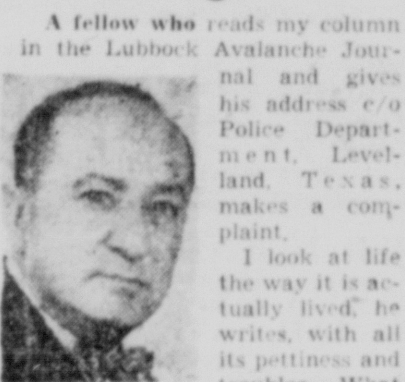 A fellow who reads my column
in the Lubbock Avalanche Jour-
nal and gives
his address c/o
Police Depart-
ment, Level-
land, Texas,
makes a com-
plaint,
I look at life
the way it is ac-
tually lived, he
writes, with all
its pettiness and